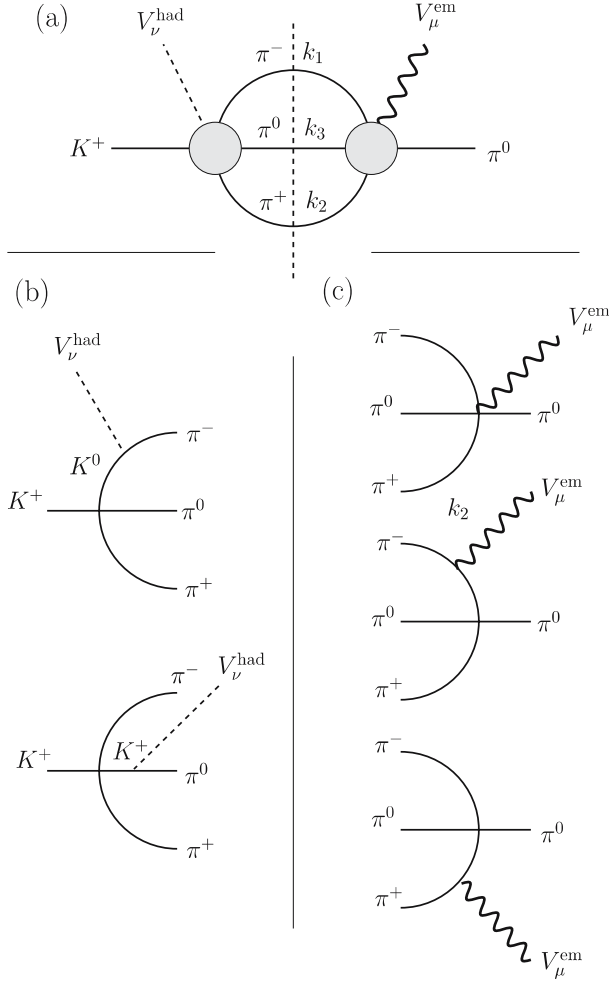 (a)
V_ν^had
V_μ^em
π⁻ k₁
K⁺ π⁰ k₃ π⁰
π⁺ k₂
(b)
V_ν^had
K⁰ π⁻
K⁺ π⁰
π⁺
V_ν^had
π⁻
K⁺ K⁺ π⁰
π⁺
(c)
V_μ^em
π⁻
π⁰ π⁰
π⁺
k₂ V_μ^em
π⁻
π⁰ π⁰
π⁺
π⁻
π⁰ π⁰
π⁺
V_μ^em